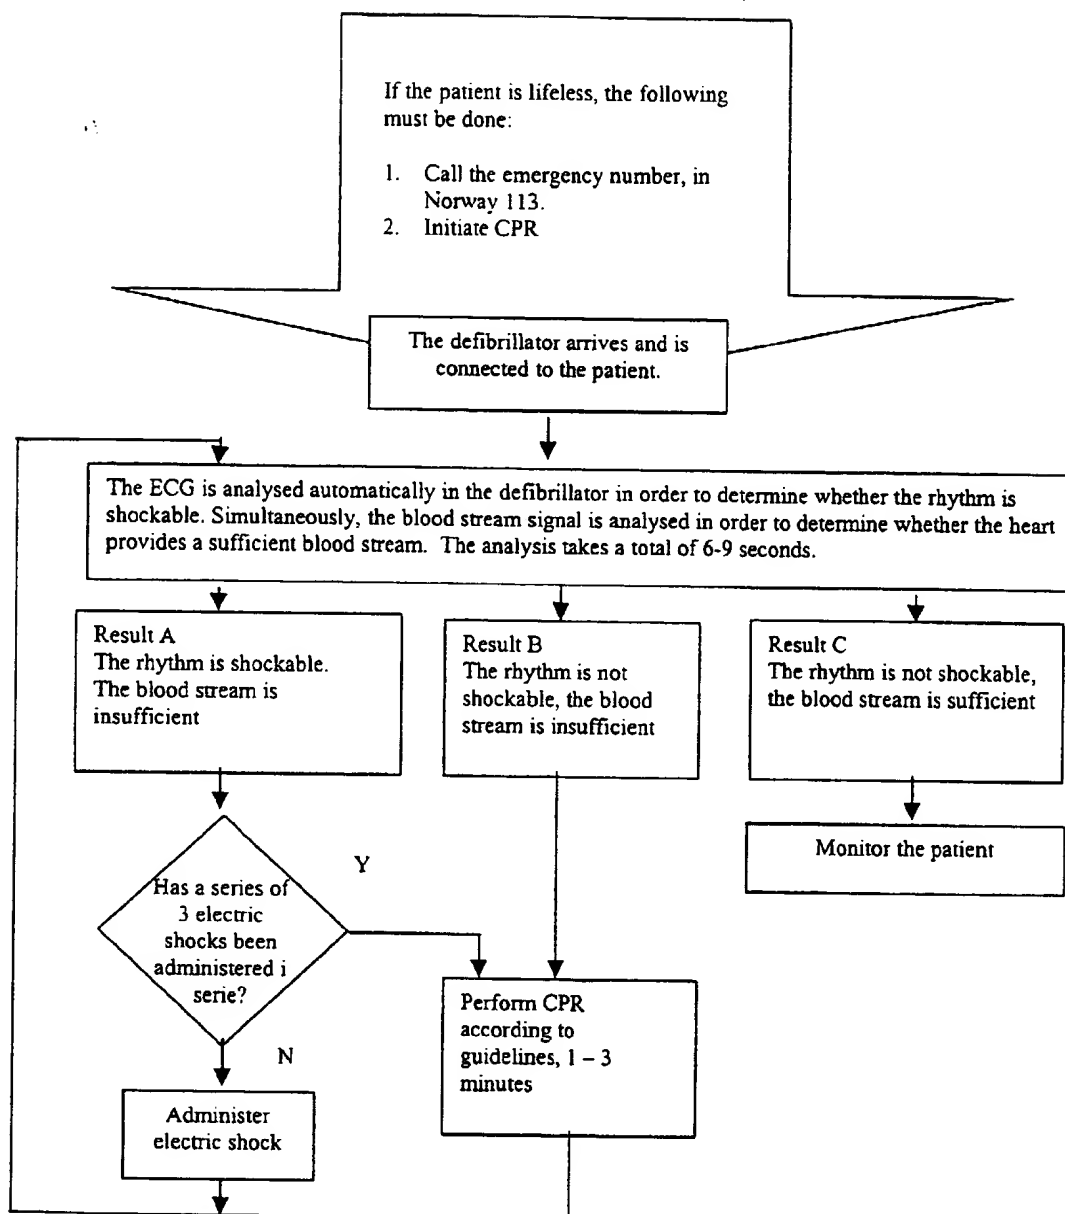 If the patient is lifeless, the following
must be done:
1. Call the emergency number, in
Norway 113.
2. Initiate CPR
The defibrillator arrives and is
connected to the patient.
The ECG is analysed automatically in the defibrillator in order to determine whether the rhythm is
shockable. Simultaneously, the blood stream signal is analysed in order to determine whether the heart
provides a sufficient blood stream. The analysis takes a total of 6-9 seconds.
Result A
The rhythm is shockable.
The blood stream is
insufficient
Result B
The rhythm is not
shockable, the blood
stream is insufficient
Result C
The rhythm is not shockable,
the blood stream is sufficient
Monitor the patient
Y
Has a series of
3 electric
shocks been
administered i
serie?
N
Perform CPR
according to
guidelines, 1 – 3
minutes
Administer
electric shock